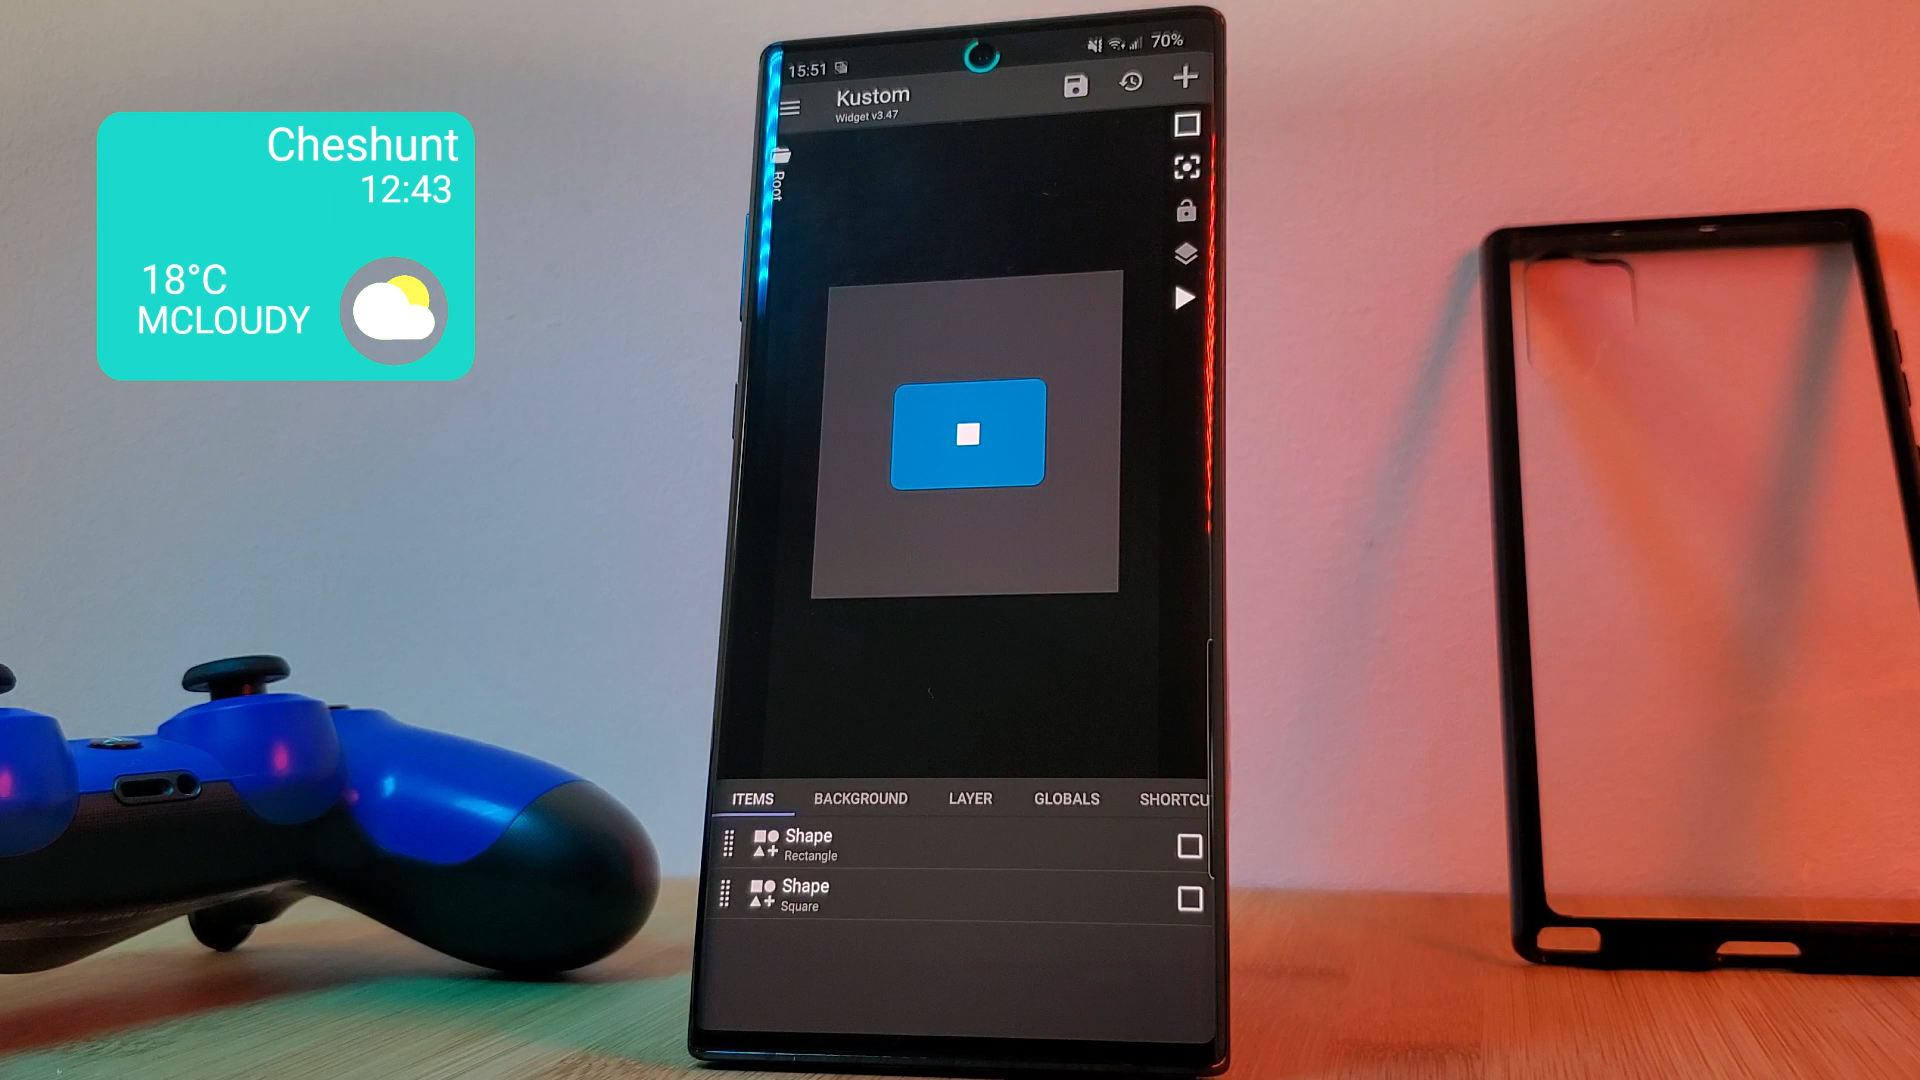 Cheshunt
12:43
18°C
MCLOUDY
15:51
70%
Kustom
Widget v3.47
Root
ITEMS BACKGROUND LAYER GLOBALS SHORTCU
Shape
Rectangle
Shape
Square